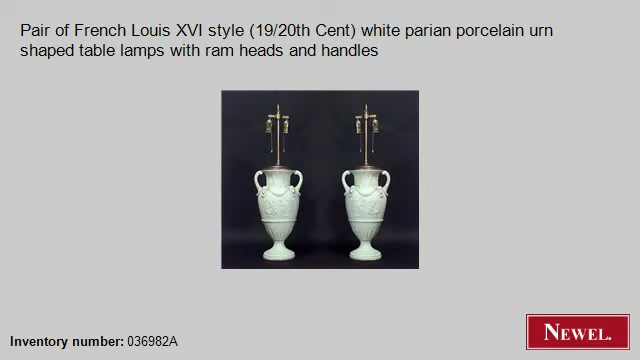 Pair of French Louis XVI style (19/20th Cent) white parian porcelain urn
shaped table lamps with ram heads and handles
Inventory number: 036982A
NEWEL.